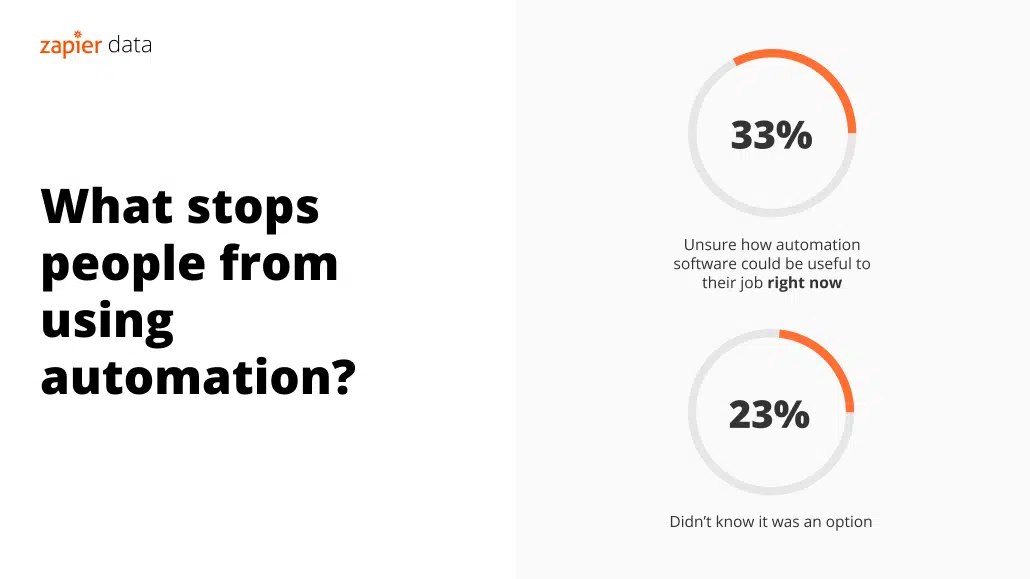 zapier data
What stops
people from
using
automation?
33%
Unsure how automation
software could be useful to
their job right now
23%
Didn’t know it was an option